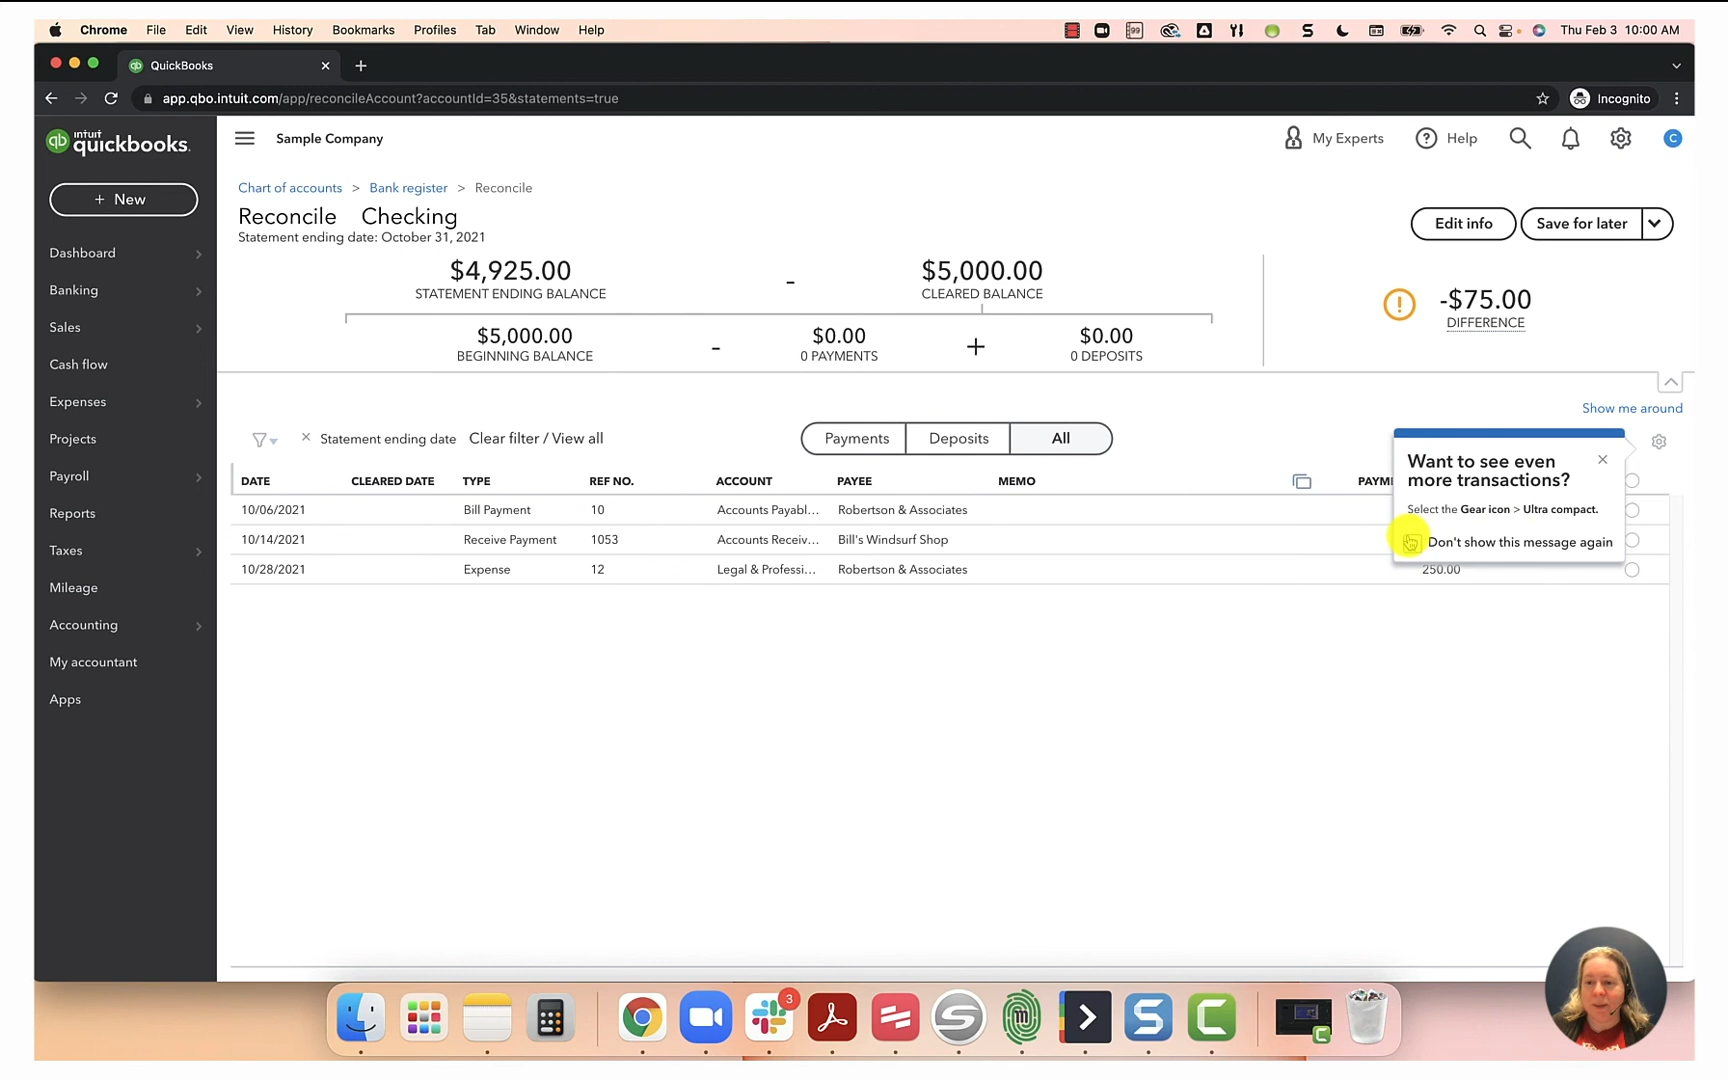 Chrome File Edit View History Bookmarks Profiles Tab Window Help Thu Feb 3 10:00 AM
QuickBooks
app.qbo.intuit.com/app/reconcileAccount?accountId=35&statements=true Incognito
intuit quickbooks.
Sample Company My Experts Help C
+ New
Dashboard
Banking
Sales
Cash flow
Expenses
Projects
Payroll
Reports
Taxes
Mileage
Accounting
My accountant
Apps
Chart of accounts > Bank register > Reconcile
Reconcile Checking
Statement ending date: October 31, 2021
Edit info Save for later
$4,925.00 - $5,000.00
STATEMENT ENDING BALANCE CLEARED BALANCE
-$75.00
DIFFERENCE
$5,000.00 - $0.00 + $0.00
BEGINNING BALANCE 0 PAYMENTS 0 DEPOSITS
Show me around
Statement ending date Clear filter / View all Payments Deposits All
DATE CLEARED DATE TYPE REF NO. ACCOUNT PAYEE MEMO PAYM
10/06/2021 Bill Payment 10 Accounts Payabl... Robertson & Associates
10/14/2021 Receive Payment 1053 Accounts Receiv... Bill's Windsurf Shop
10/28/2021 Expense 12 Legal & Professi... Robertson & Associates 250.00
Want to see even
more transactions?
Select the Gear icon > Ultra compact.
Don't show this message again
3